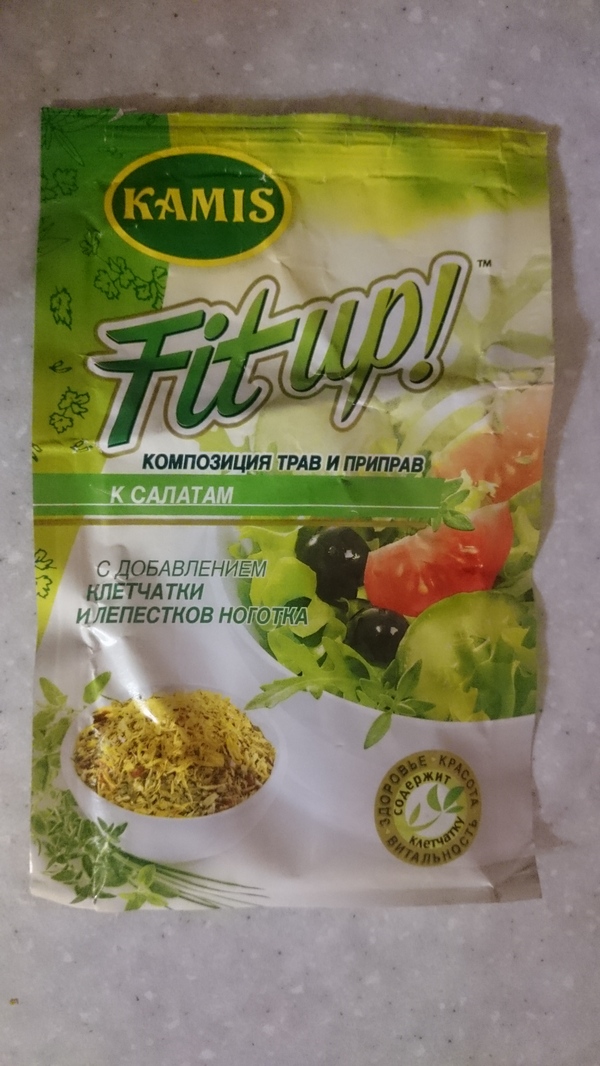 KAMIS
Fit up!™
КОМПОЗИЦИЯ ТРАВ И ПРИПРАВ
К САЛАТАМ
С ДОБАВЛЕНИЕМ
КЛЕТЧАТКИ
И ЛЕПЕСТКОВ НОГОТКА
ЗДОРОВЬЕ · КРАСОТА · ВИТАЛЬНОСТЬ ·
содержит
клетчатку